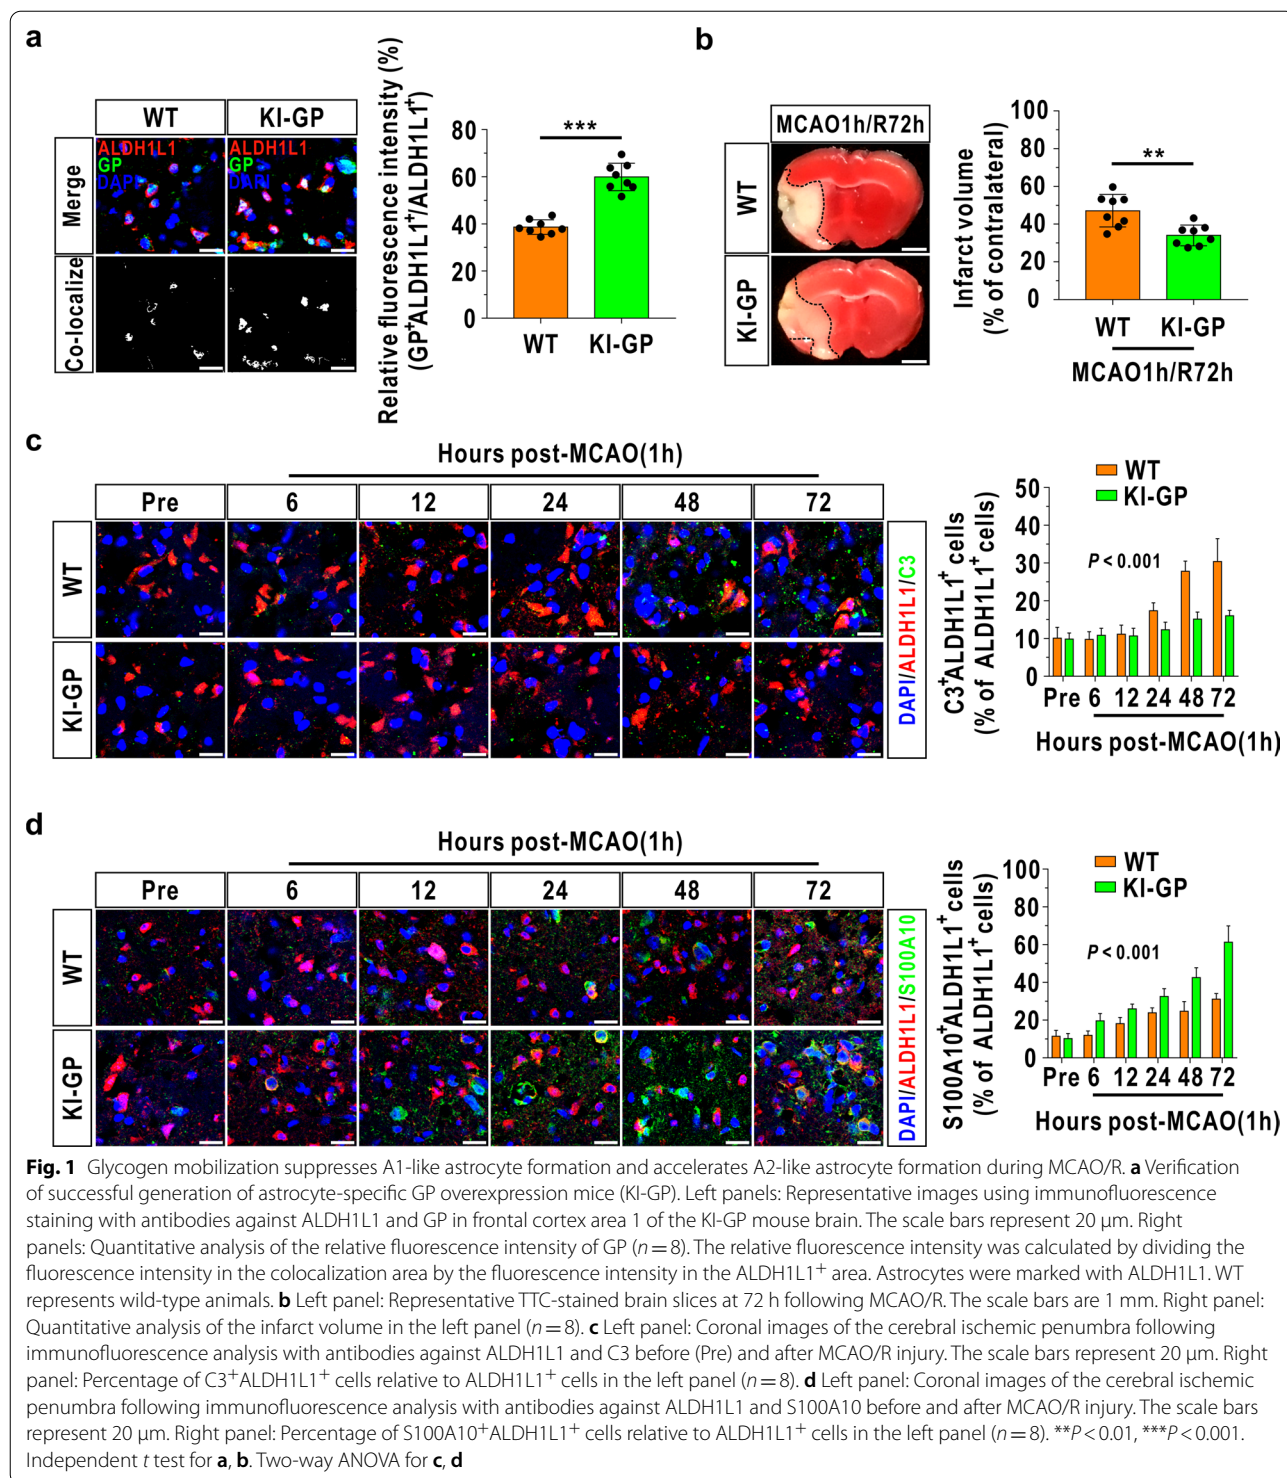 a
WT
KI-GP
Merge
ALDH1L1
GP
DAPI
ALDH1L1
GP
DAPI
Co-localize
Relative fluorescence intensity (%)
(GP⁺ALDH1L1⁺/ALDH1L1⁺)
80
60
40
20
0
***
WT
KI-GP
b
MCAO1h/R72h
WT
KI-GP
Infarct volume
(% of contralateral)
100
80
60
40
20
0
**
WT
KI-GP
MCAO1h/R72h
c
Hours post-MCAO(1h)
Pre
6
12
24
48
72
WT
KI-GP
DAPI/ALDH1L1/C3
C3⁺ALDH1L1⁺ cells
(% of ALDH1L1⁺ cells)
WT
KI-GP
50
40
30
20
10
0
P < 0.001
Pre 6 12 24 48 72
Hours post-MCAO(1h)
d
Hours post-MCAO(1h)
Pre
6
12
24
48
72
WT
KI-GP
DAPI/ALDH1L1/S100A10
S100A10⁺ALDH1L1⁺ cells
(% of ALDH1L1⁺cells)
WT
KI-GP
100
80
60
40
20
0
P < 0.001
Pre 6 12 24 48 72
Hours post-MCAO(1h)
Fig. 1 Glycogen mobilization suppresses A1-like astrocyte formation and accelerates A2-like astrocyte formation during MCAO/R. a Verification
of successful generation of astrocyte-specific GP overexpression mice (KI-GP). Left panels: Representative images using immunofluorescence
staining with antibodies against ALDH1L1 and GP in frontal cortex area 1 of the KI-GP mouse brain. The scale bars represent 20 μm. Right
panels: Quantitative analysis of the relative fluorescence intensity of GP (n = 8). The relative fluorescence intensity was calculated by dividing the
fluorescence intensity in the colocalization area by the fluorescence intensity in the ALDH1L1⁺ area. Astrocytes were marked with ALDH1L1. WT
represents wild-type animals. b Left panel: Representative TTC-stained brain slices at 72 h following MCAO/R. The scale bars are 1 mm. Right panel:
Quantitative analysis of the infarct volume in the left panel (n = 8). c Left panel: Coronal images of the cerebral ischemic penumbra following
immunofluorescence analysis with antibodies against ALDH1L1 and C3 before (Pre) and after MCAO/R injury. The scale bars represent 20 μm. Right
panel: Percentage of C3⁺ALDH1L1⁺ cells relative to ALDH1L1⁺ cells in the left panel (n = 8). d Left panel: Coronal images of the cerebral ischemic
penumbra following immunofluorescence analysis with antibodies against ALDH1L1 and S100A10 before and after MCAO/R injury. The scale bars
represent 20 μm. Right panel: Percentage of S100A10⁺ALDH1L1⁺ cells relative to ALDH1L1⁺ cells in the left panel (n = 8). **P < 0.01, ***P < 0.001.
Independent t test for a, b. Two-way ANOVA for c, d